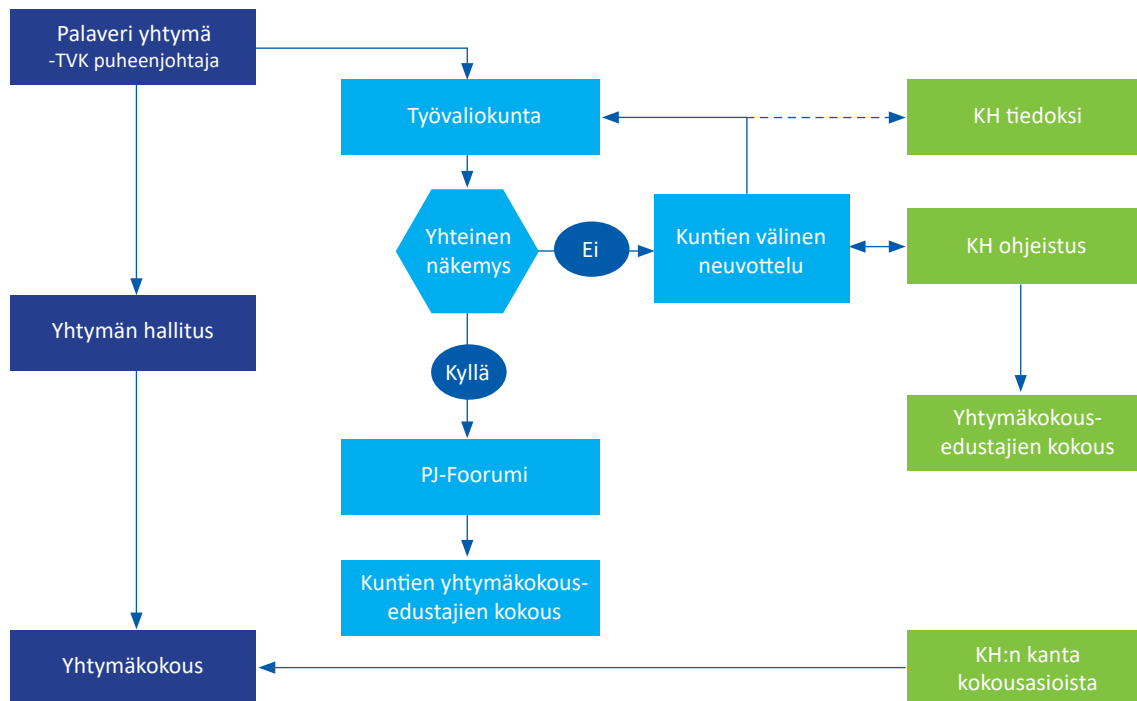 Palaveri yhtymä
-TVK puheenjohtaja
Työvaliokunta
KH tiedoksi
Yhteinen
näkemys
Ei
Kuntien välinen
neuvottelu
KH ohjeistus
Yhtymän hallitus
Kyllä
Yhtymäkokous-
edustajien kokous
PJ-Foorumi
Kuntien yhtymäkokous-
edustajien kokous
Yhtymäkokous
KH:n kanta
kokousasioista